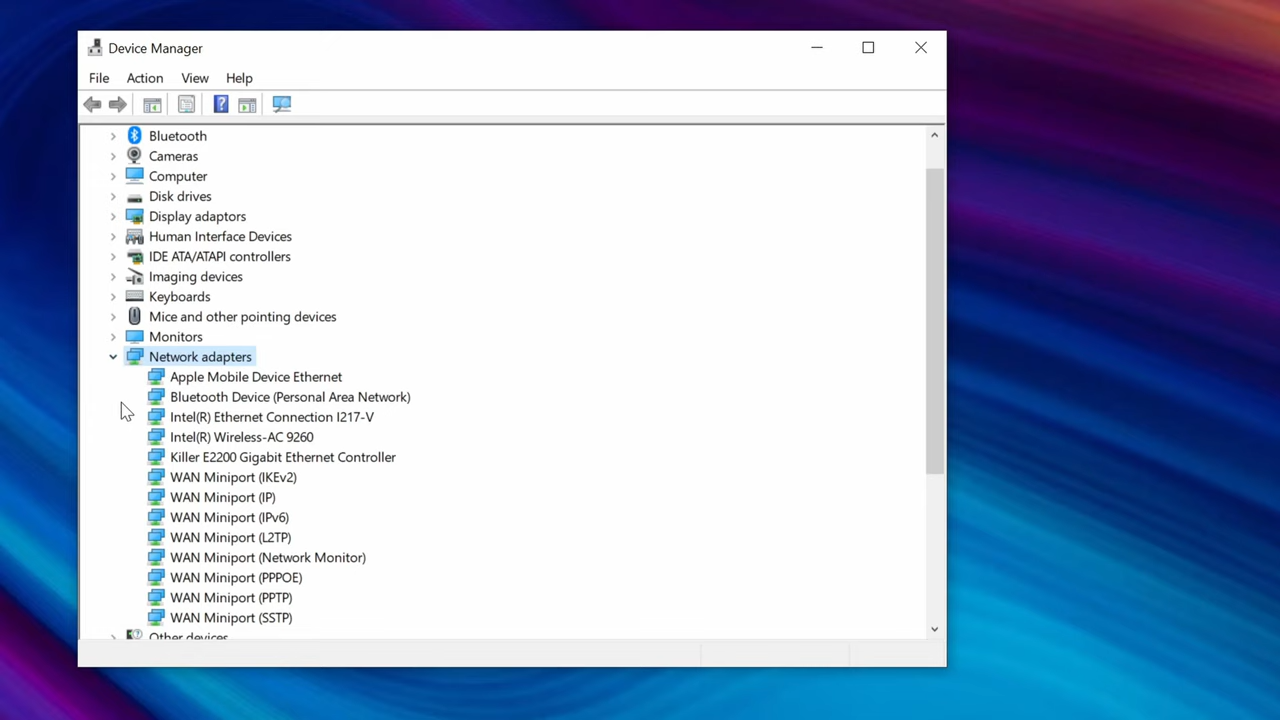 Device Manager
File Action View Help
Bluetooth
Cameras
Computer
Disk drives
Display adaptors
Human Interface Devices
IDE ATA/ATAPI controllers
Imaging devices
Keyboards
Mice and other pointing devices
Monitors
Network adapters
Apple Mobile Device Ethernet
Bluetooth Device (Personal Area Network)
Intel(R) Ethernet Connection I217-V
Intel(R) Wireless-AC 9260
Killer E2200 Gigabit Ethernet Controller
WAN Miniport (IKEv2)
WAN Miniport (IP)
WAN Miniport (IPv6)
WAN Miniport (L2TP)
WAN Miniport (Network Monitor)
WAN Miniport (PPPOE)
WAN Miniport (PPTP)
WAN Miniport (SSTP)
Other devices